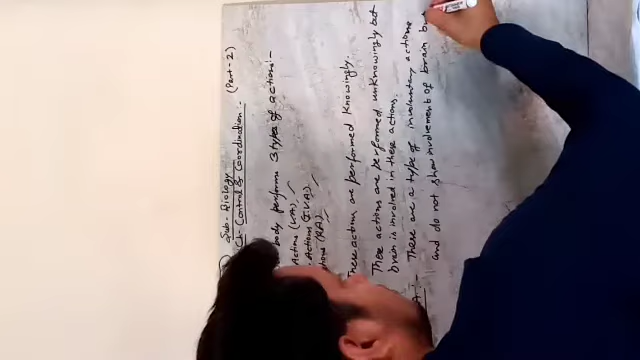 Sub- Biology
Ch- Control & Coordination. (Part-2)
body performs 3 types of actions:-
Actions (VA)
Actions (IVA)
(RA)
These actions are performed knowingly.
These actions are performed unknowingly but
brain is involved in these actions.
These are a type of involuntary actions
and do not show involvement of brain but